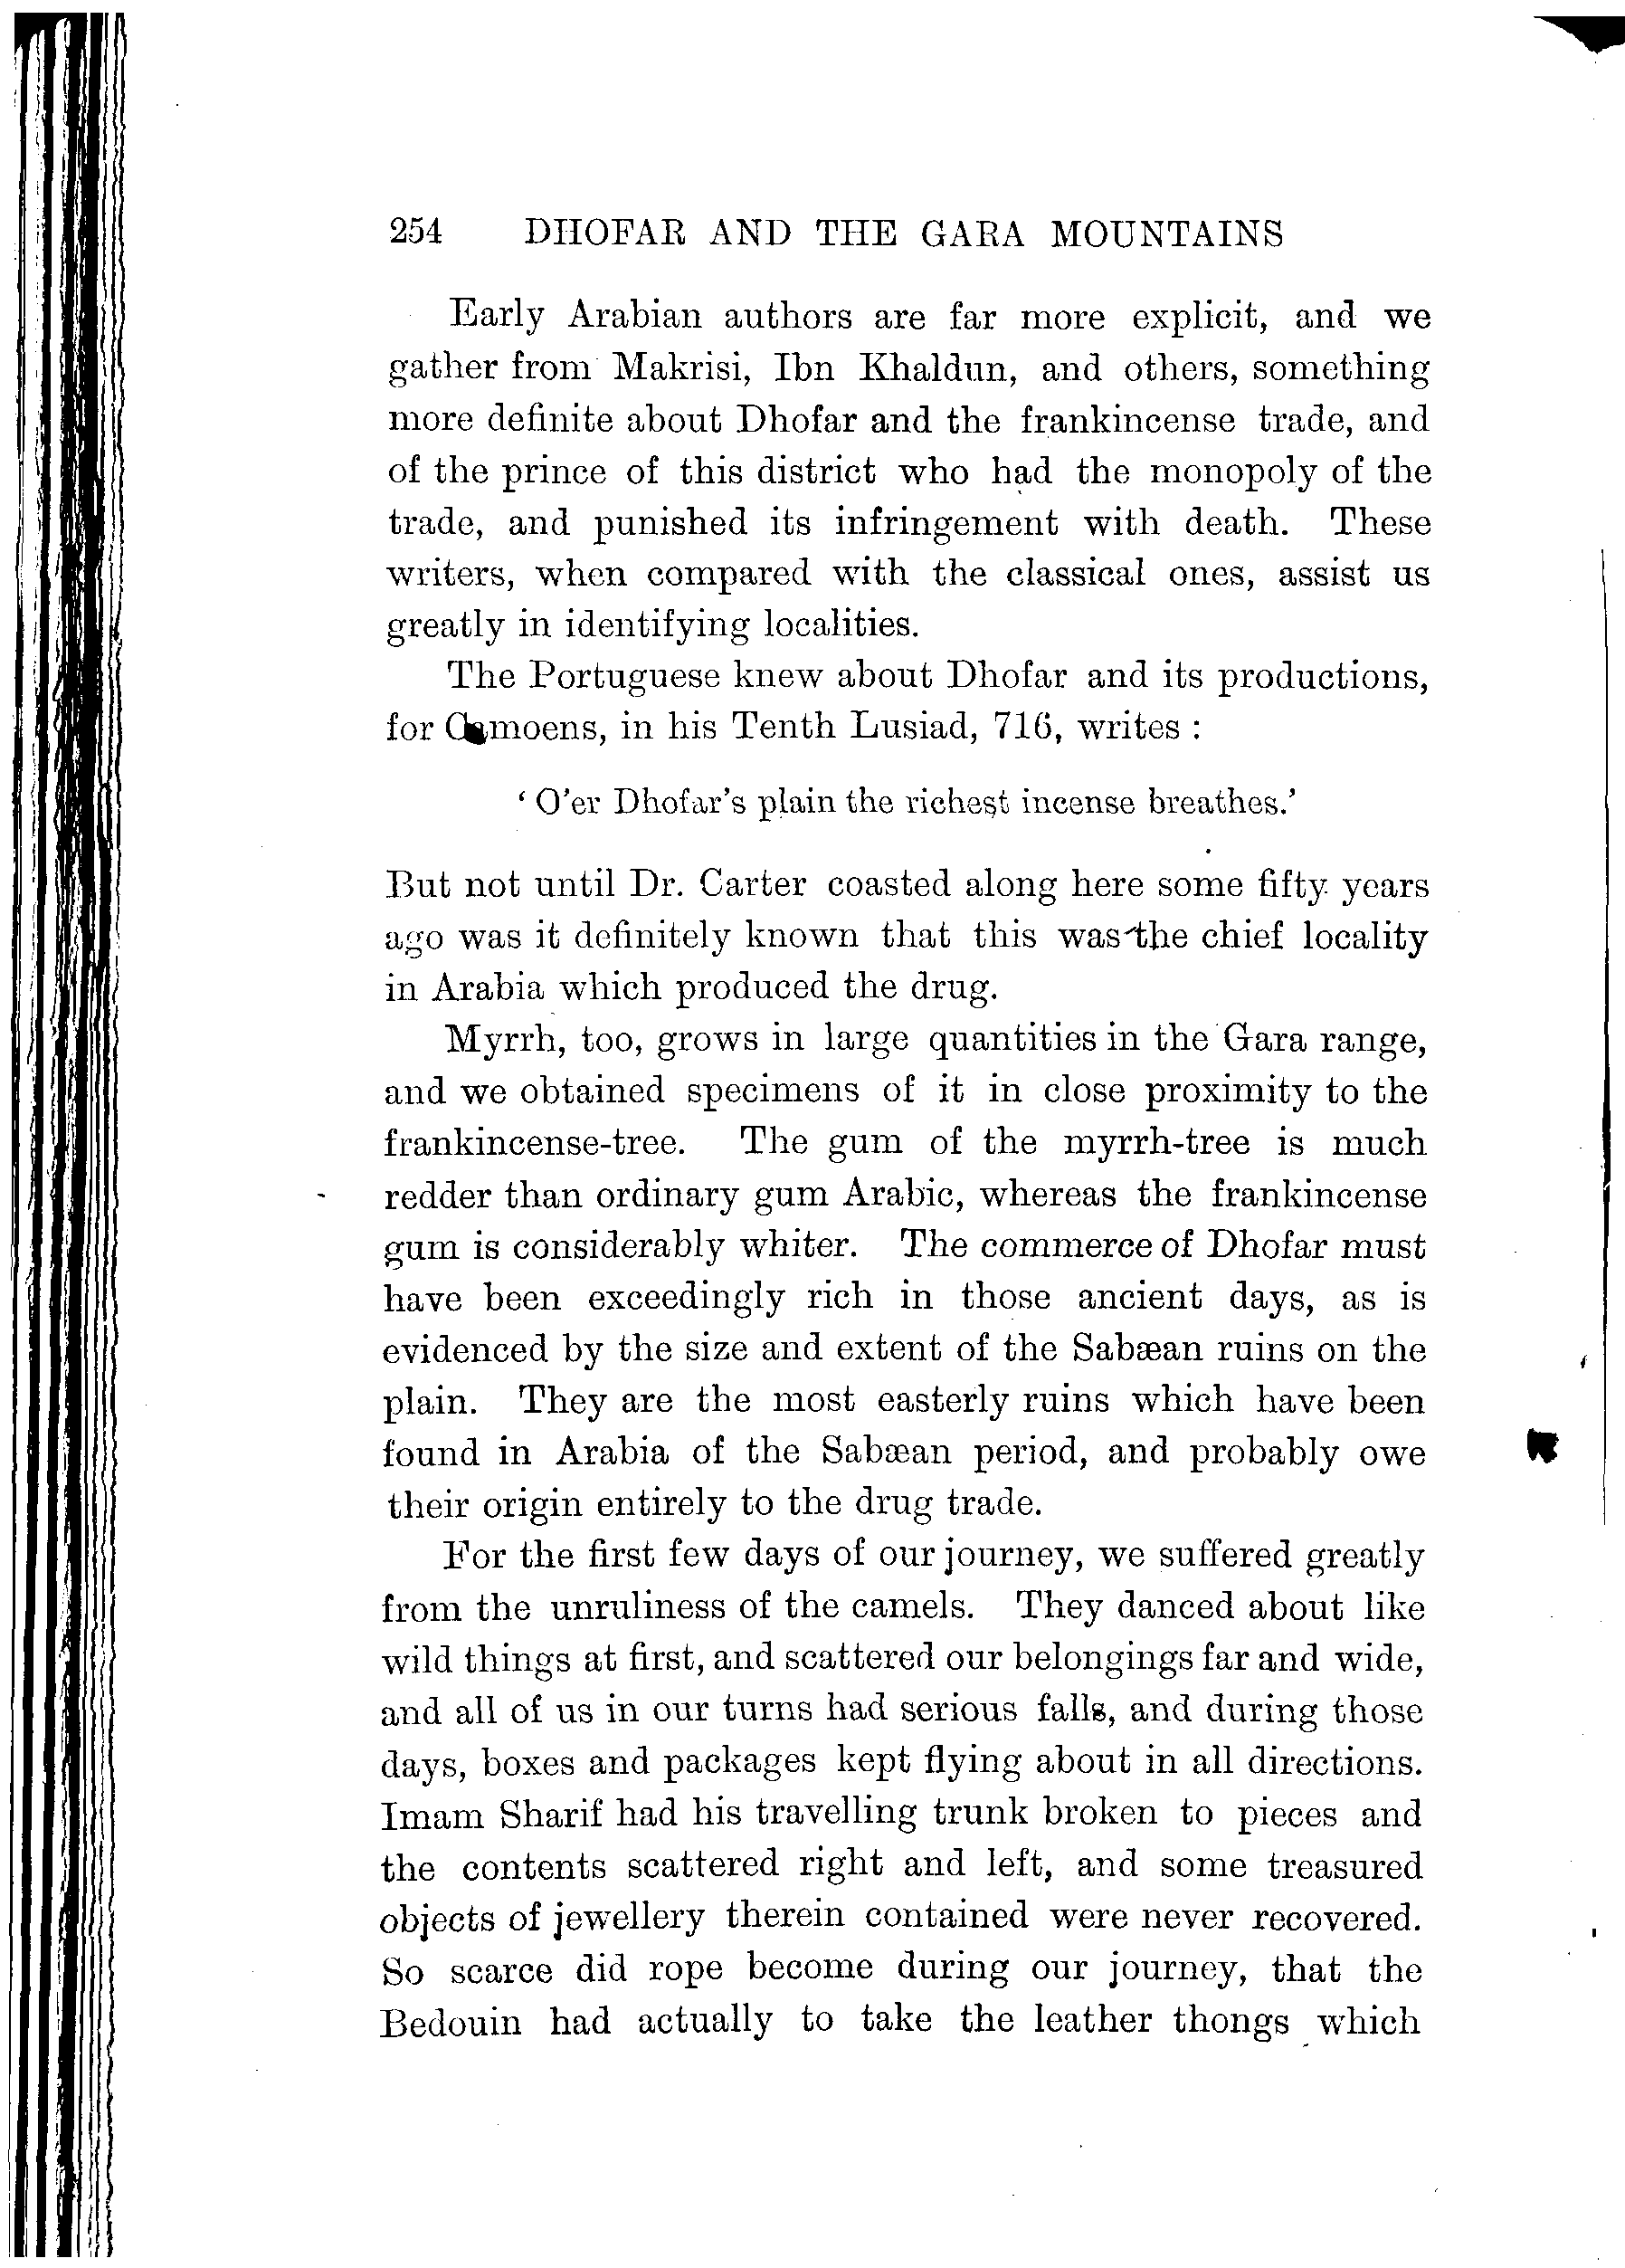 254 DHOFAR AND THE GARA MOUNTAINS
Early Arabian authors are far more explicit, and we
gather from Makrisi, Ibn Khaldun, and others, something
more definite about Dhofar and the frankincense trade, and
of the prince of this district who had the monopoly of the
trade, and punished its infringement with death. These
writers, when compared with the classical ones, assist us
greatly in identifying localities.
The Portuguese knew about Dhofar and its productions,
for Camoens, in his Tenth Lusiad, 716, writes :
‘ O'er Dhofar's plain the richest incense breathes.’
But not until Dr. Carter coasted along here some fifty years
ago was it definitely known that this was the chief locality
in Arabia which produced the drug.
Myrrh, too, grows in large quantities in the Gara range,
and we obtained specimens of it in close proximity to the
frankincense-tree. The gum of the myrrh-tree is much
redder than ordinary gum Arabic, whereas the frankincense
gum is considerably whiter. The commerce of Dhofar must
have been exceedingly rich in those ancient days, as is
evidenced by the size and extent of the Sabæan ruins on the
plain. They are the most easterly ruins which have been
found in Arabia of the Sabæan period, and probably owe
their origin entirely to the drug trade.
For the first few days of our journey, we suffered greatly
from the unruliness of the camels. They danced about like
wild things at first, and scattered our belongings far and wide,
and all of us in our turns had serious falls, and during those
days, boxes and packages kept flying about in all directions.
Imam Sharif had his travelling trunk broken to pieces and
the contents scattered right and left, and some treasured
objects of jewellery therein contained were never recovered.
So scarce did rope become during our journey, that the
Bedouin had actually to take the leather thongs which